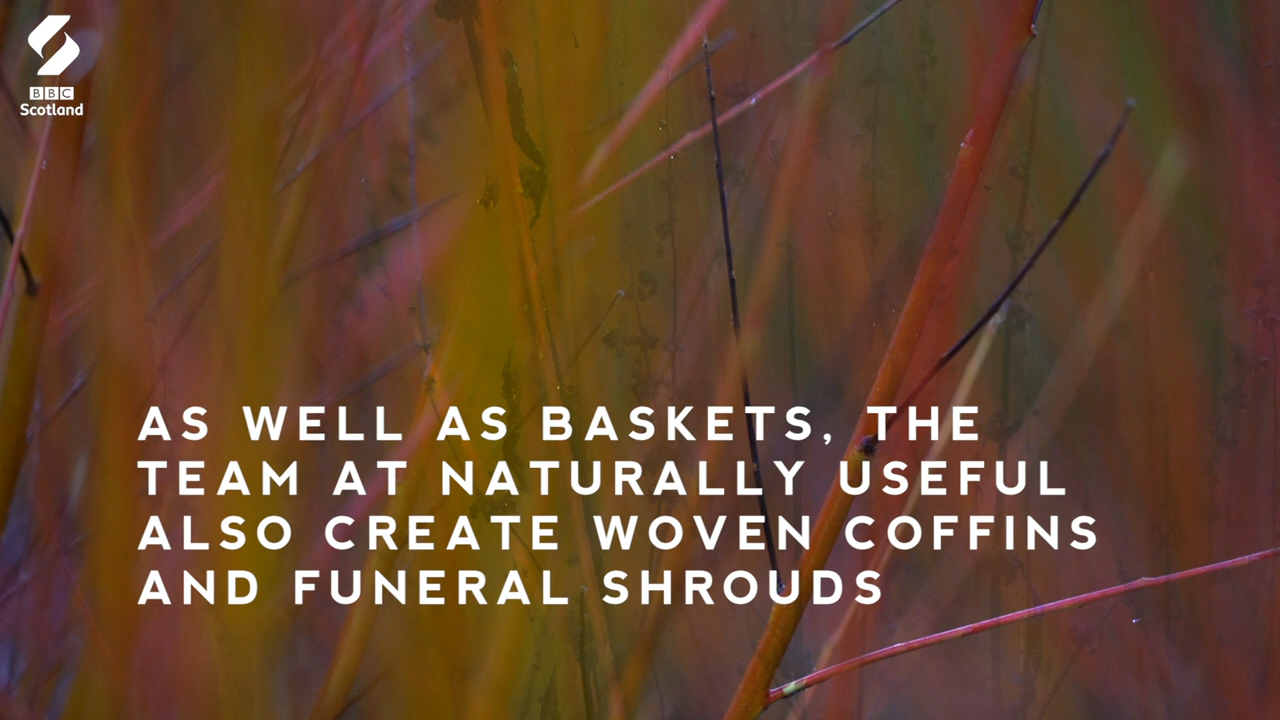 BBC
Scotland
AS WELL AS BASKETS, THE
TEAM AT NATURALLY USEFUL
ALSO CREATE WOVEN COFFINS
AND FUNERAL SHROUDS